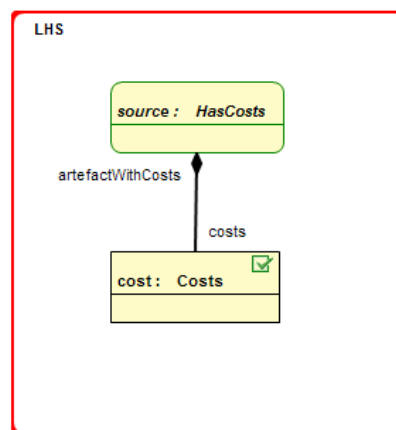 LHS
source : HasCosts
artefactWithCosts
costs
cost : Costs